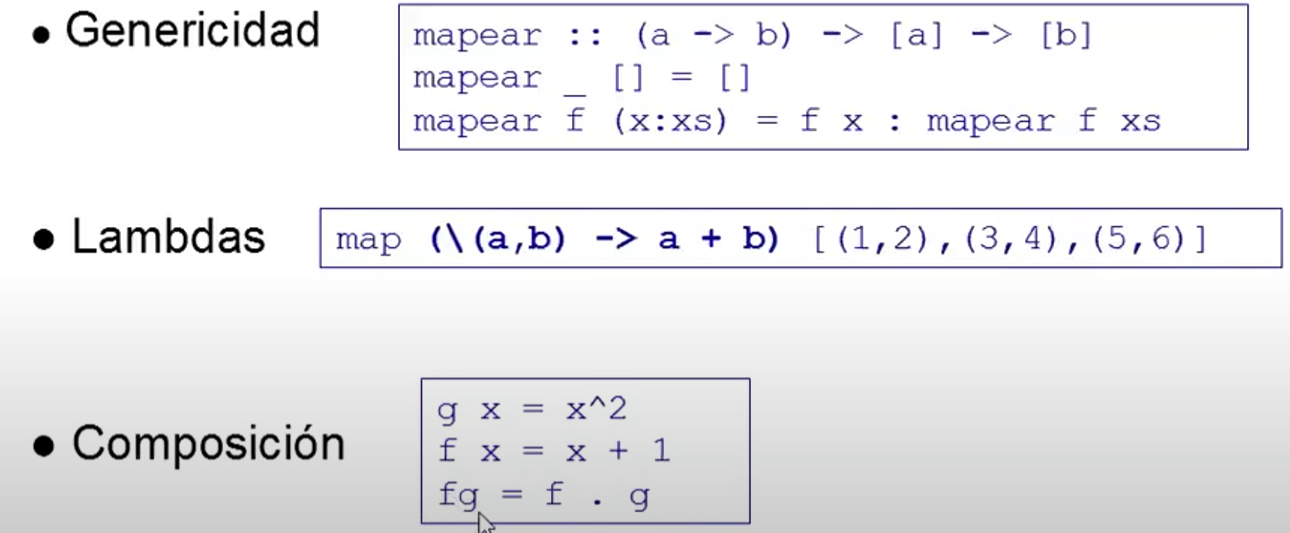 ● Genericidad
mapear :: (a -> b) -> [a] -> [b]
mapear _ [] = []
mapear f (x:xs) = f x : mapear f xs
● Lambdas
map (\(a,b) -> a + b) [(1,2),(3,4),(5,6)]
● Composición
g x = x^2
f x = x + 1
fg = f . g